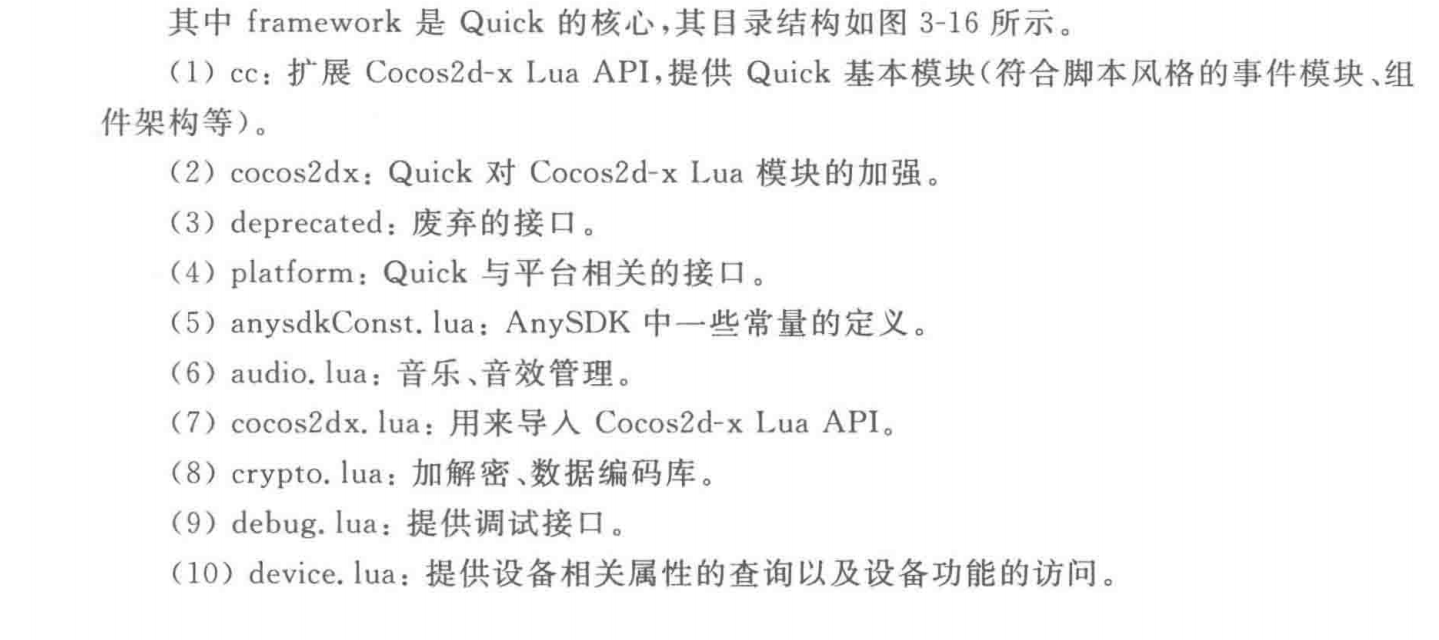 其中 framework 是 Quick 的核心,其目录结构如图 3-16 所示。
(1) cc: 扩展 Cocos2d-x Lua API,提供 Quick 基本模块(符合脚本风格的事件模块、组
件架构等)。
(2) cocos2dx: Quick 对 Cocos2d-x Lua 模块的加强。
(3) deprecated: 废弃的接口。
(4) platform: Quick 与平台相关的接口。
(5) anysdkConst.lua: AnySDK 中一些常量的定义。
(6) audio.lua: 音乐、音效管理。
(7) cocos2dx.lua: 用来导入 Cocos2d-x Lua API。
(8) crypto.lua: 加解密、数据编码库。
(9) debug.lua: 提供调试接口。
(10) device.lua: 提供设备相关属性的查询以及设备功能的访问。